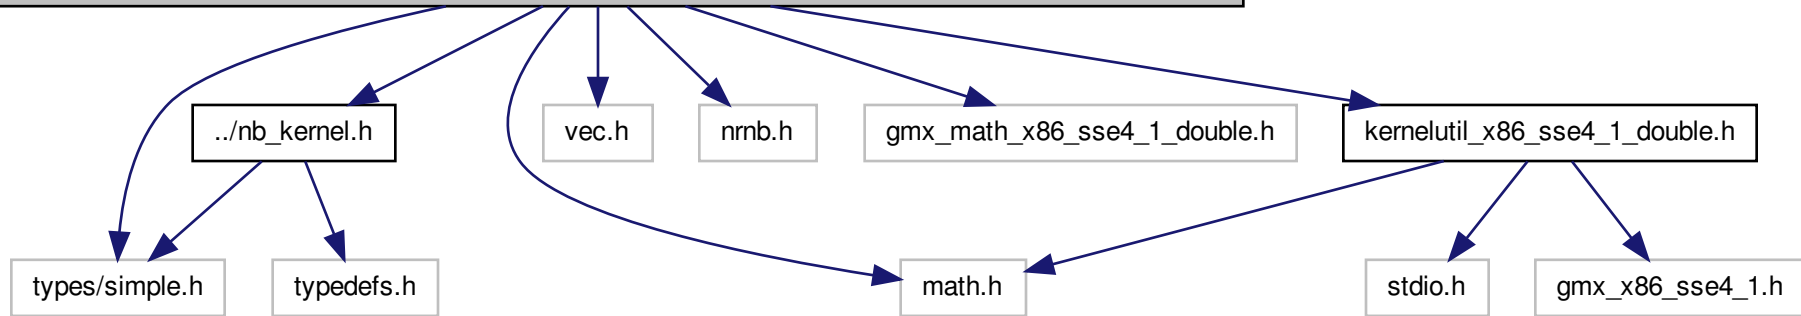 ../nb_kernel.h
vec.h
nrnb.h
gmx_math_x86_sse4_1_double.h
kernelutil_x86_sse4_1_double.h
types/simple.h
typedefs.h
math.h
stdio.h
gmx_x86_sse4_1.h